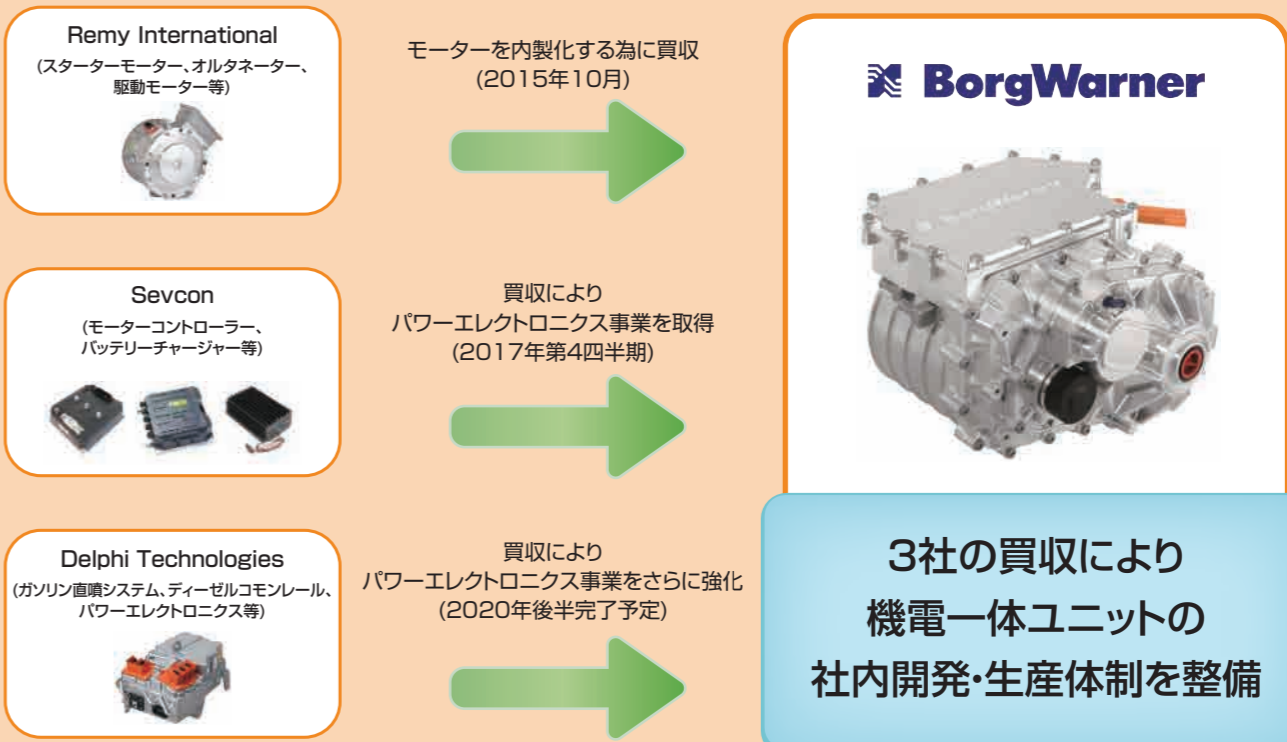 Remy International
(スターターモーター、オルタネーター、
駆動モーター等)
モーターを内製化する為に買収
(2015年10月)
Sevcon
(モーターコントローラー、
バッテリーチャージャー等)
買収により
パワーエレクトロニクス事業を取得
(2017年第4四半期)
Delphi Technologies
(ガソリン直噴システム、ディーゼルコモンレール、
パワーエレクトロニクス等)
買収により
パワーエレクトロニクス事業をさらに強化
(2020年後半完了予定)
BorgWarner
3社の買収により
機電一体ユニットの
社内開発・生産体制を整備